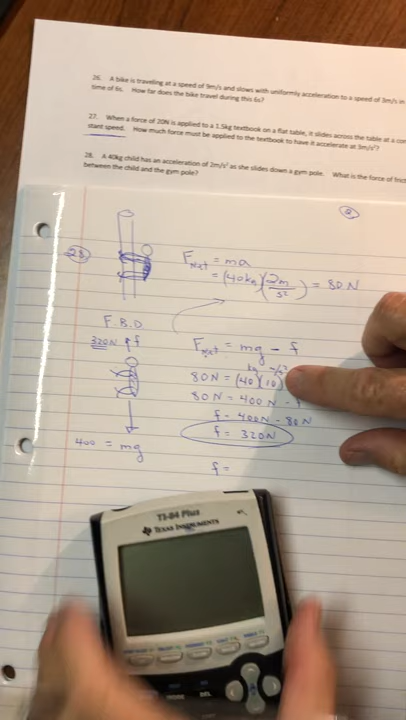 26. A bike is traveling at a speed of 9m/s and slows with uniformly acceleration to a speed of 3m/s in
time of 6s. How far does the bike travel during this 6s?
27. When a force of 20N is applied to a 1.5kg textbook on a flat table, it slides across the table at a con
stant speed. How much force must be applied to the textbook to have it accelerate at 3m/s²?
28. A 40kg child has an acceleration of 2m/s² as she slides down a gym pole. What is the force of frict
between the child and the gym pole?
28
Fnet = ma
= (40kg)(2m/s²) = 80N
F.B.D
320N f
Fnet = mg - f
kg m/s²
80N = (40)(10)
80N = 400N - f
f = 400N - 80N
f = 320N
400 = mg
f =
TI-84 Plus
TEXAS INSTRUMENTS
MODE DEL